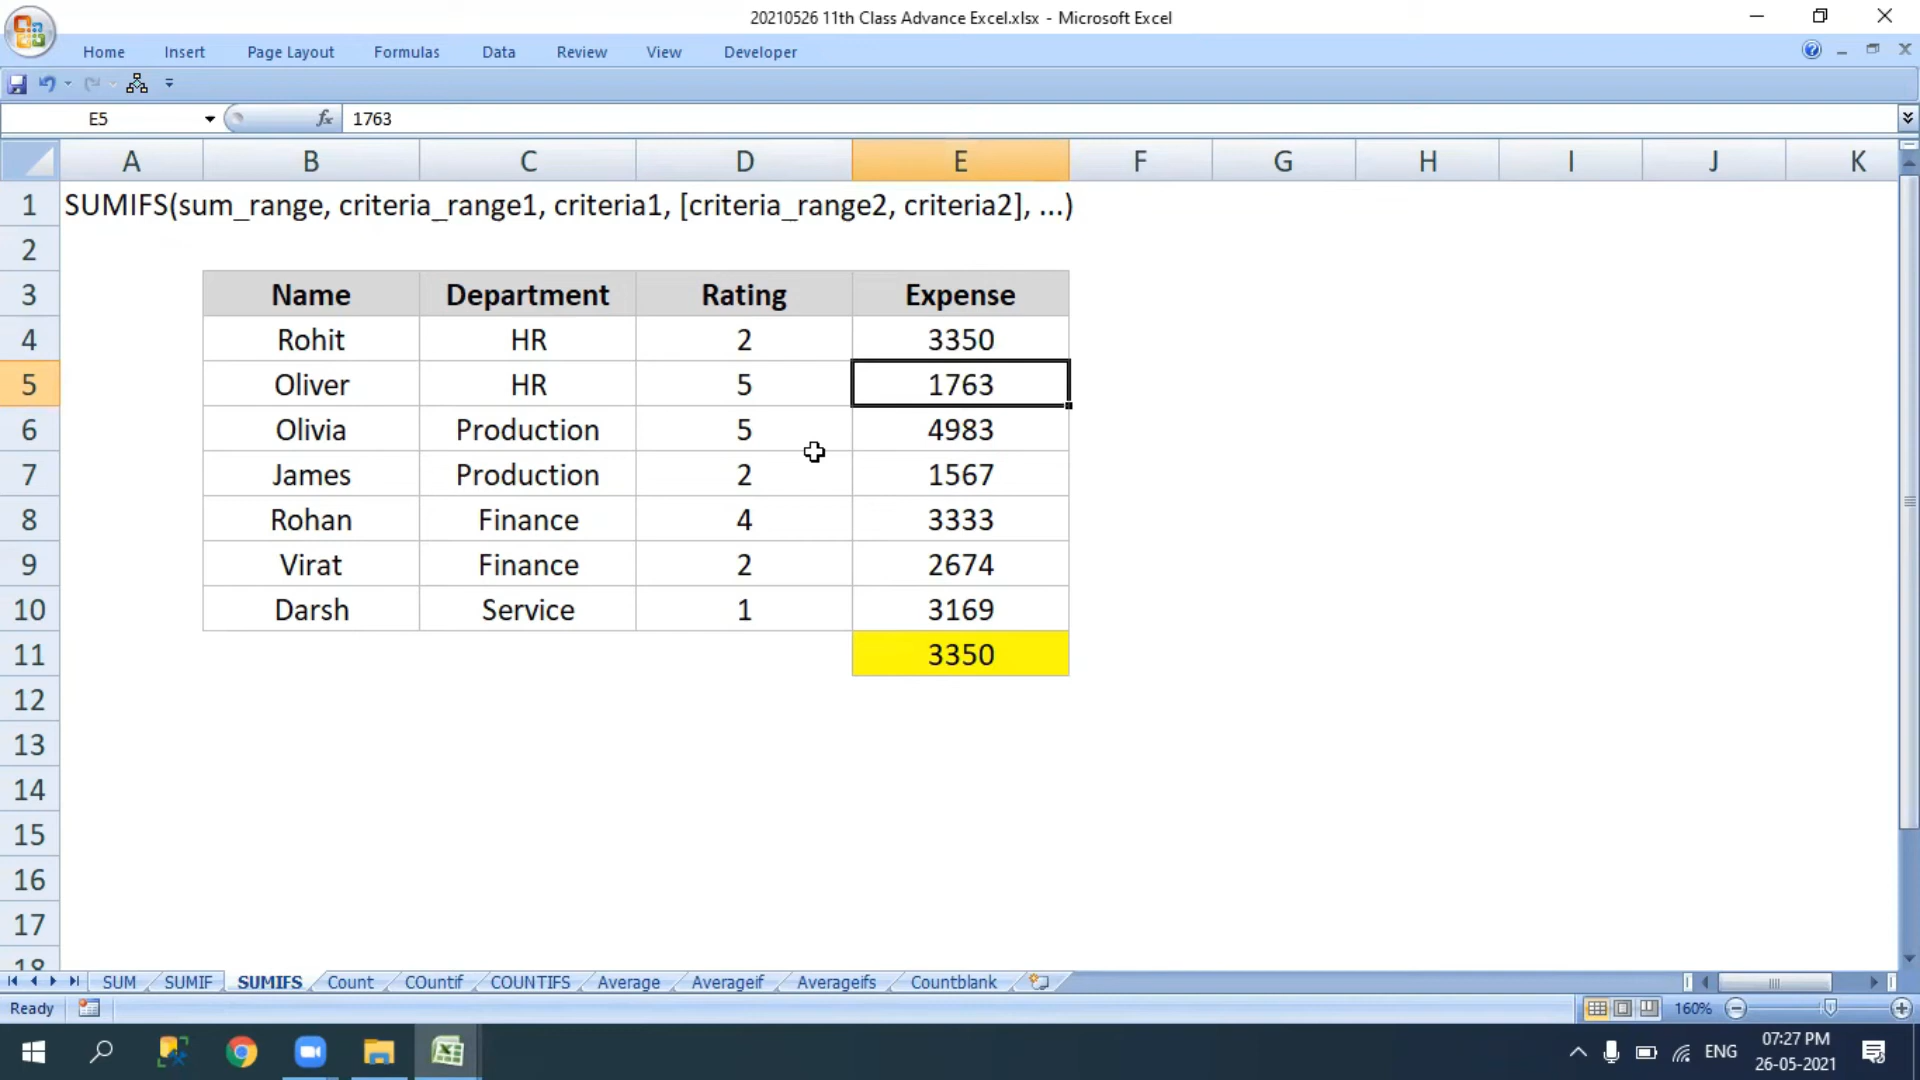 20210526 11th Class Advance Excel.xlsx - Microsoft Excel
Home Insert Page Layout Formulas Data Review View Developer
E5 fx 1763
A B C D E F G H I J K
1 SUMIFS(sum_range, criteria_range1, criteria1, [criteria_range2, criteria2], ...)
2
3 Name Department Rating Expense
4 Rohit HR 2 3350
5 Oliver HR 5 1763
6 Olivia Production 5 4983
7 James Production 2 1567
8 Rohan Finance 4 3333
9 Virat Finance 2 2674
10 Darsh Service 1 3169
11 3350
12
13
14
15
16
17
18
SUM SUMIF SUMIFS Count COuntif COUNTIFS Average Averageif Averageifs Countblank
Ready 160%
ENG 07:27 PM
26-05-2021